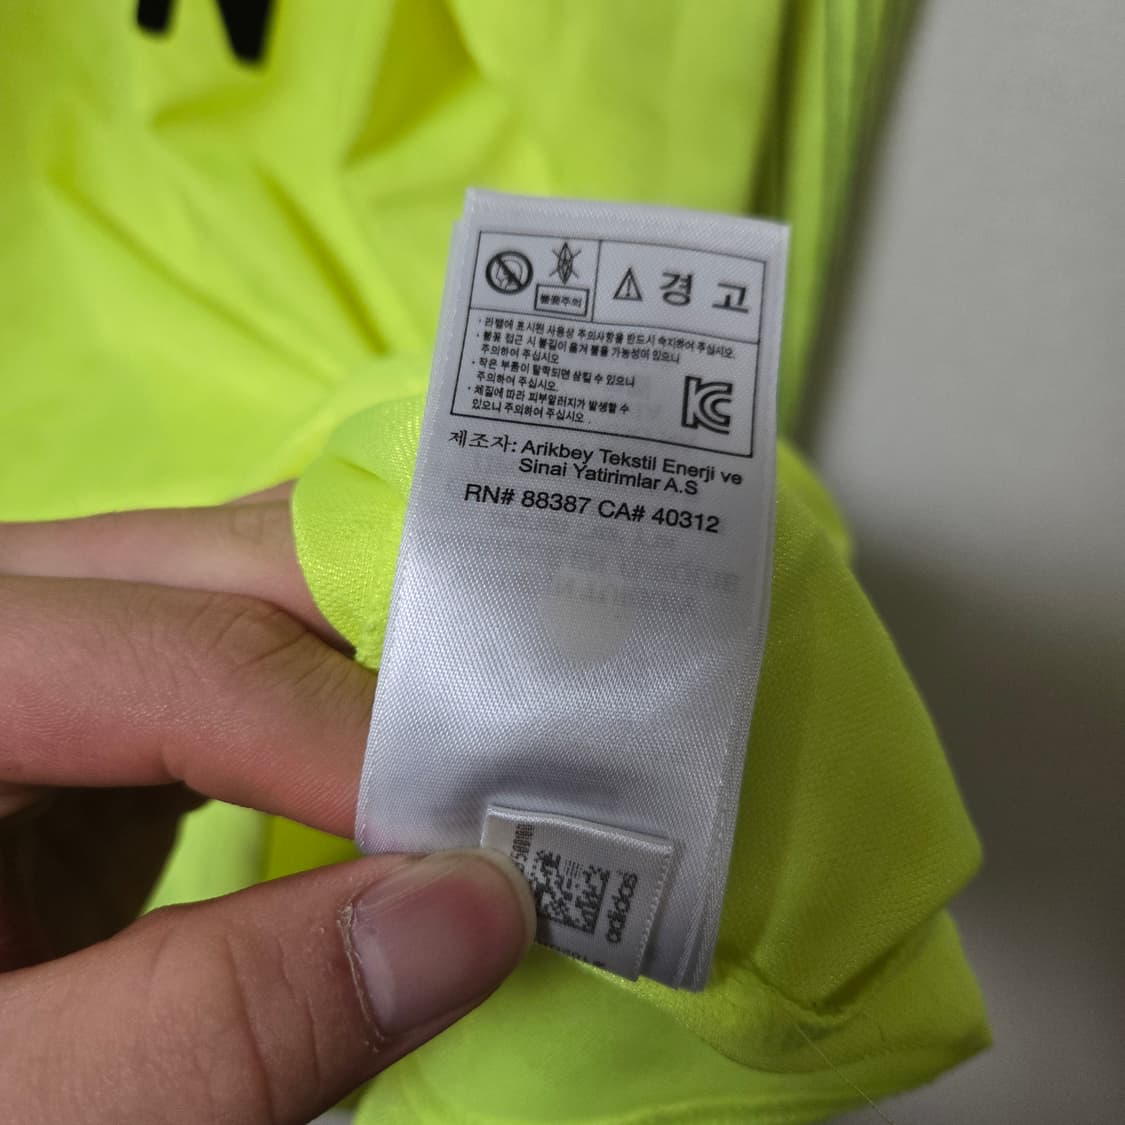 불꽃주의
경 고
· 라벨에 표시된 사용상 주의사항을 반드시 숙지하여 주십시오.
· 불꽃 접근 시 불길이 옮겨 붙을 가능성이 있으니
주의하여 주십시오
· 작은 부품이 탈락되면 삼킬 수 있으니
주의하여 주십시오.
· 체질에 따라 피부알러지가 발생할 수
있으니 주의하여 주십시오 .
KC
제조자: Arikbey Tekstil Enerji ve
Sinai Yatirimlar A.S
RN# 88387 CA# 40312
adidas